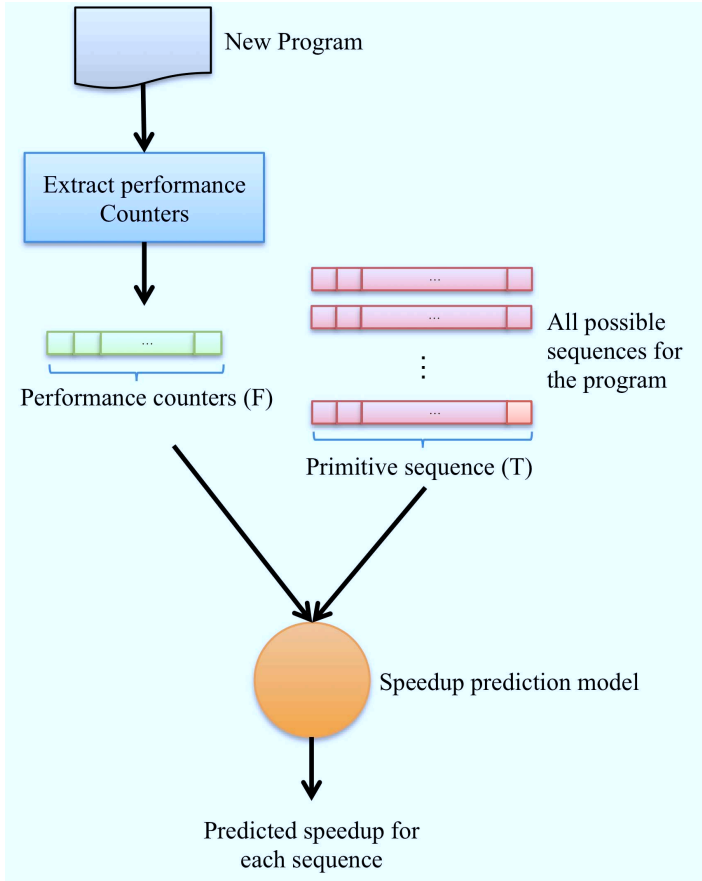 New Program
Extract performance
Counters
...
...
...
All possible
sequences for
the program
...
Performance counters (F)
...
Primitive sequence (T)
Speedup prediction model
Predicted speedup for
each sequence